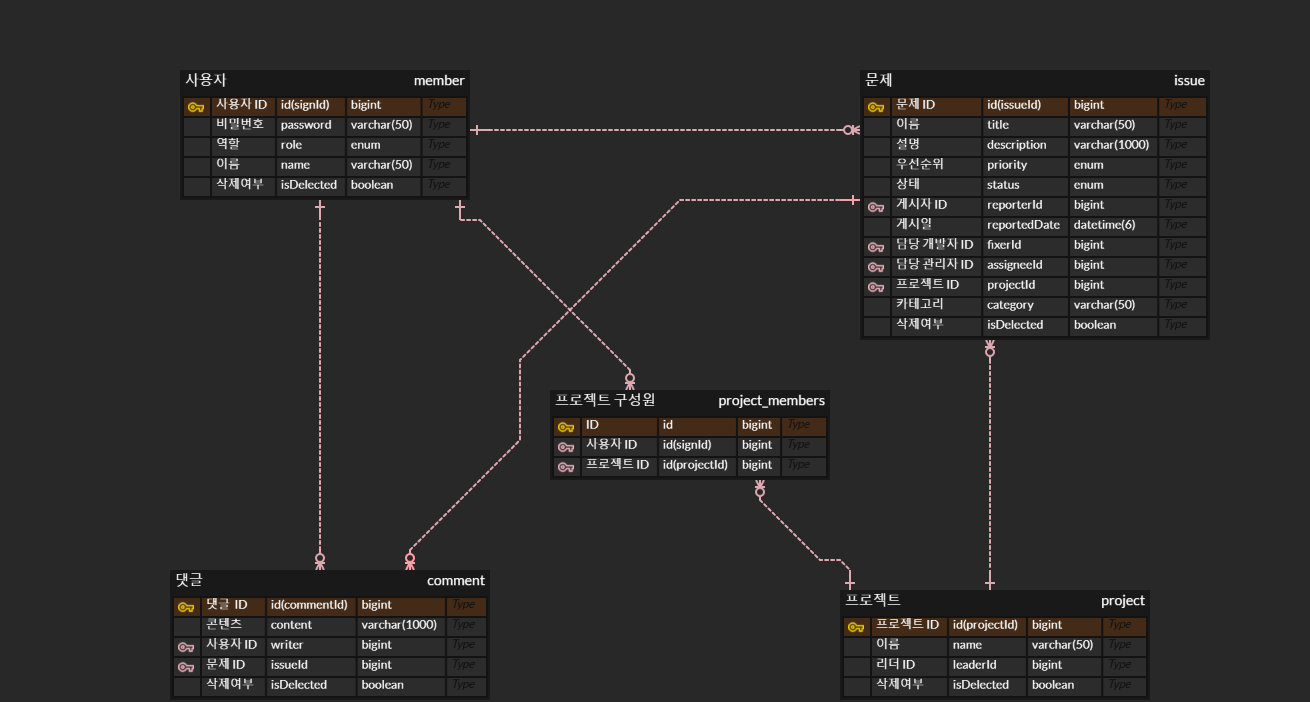 사용자 member
사용자 ID id(signId) bigint Type
비밀번호 password varchar(50) Type
역할 role enum Type
이름 name varchar(50) Type
삭제여부 isDelected boolean Type
문제 issue
문제 ID id(issueId) bigint Type
이름 title varchar(50) Type
설명 description varchar(1000) Type
우선순위 priority enum Type
상태 status enum Type
게시자 ID reporterId bigint Type
게시일 reportedDate datetime(6) Type
담당 개발자 ID fixerId bigint Type
담당 관리자 ID assigneeId bigint Type
프로젝트 ID projectId bigint Type
카테고리 category varchar(50) Type
삭제여부 isDelected boolean Type
프로젝트 구성원 project_members
ID id bigint Type
사용자 ID id(signId) bigint Type
프로젝트 ID id(projectId) bigint Type
댓글 comment
댓글 ID id(commentId) bigint Type
콘텐츠 content varchar(1000) Type
사용자 ID writer bigint Type
문제 ID issueId bigint Type
삭제여부 isDelected boolean Type
프로젝트 project
프로젝트 ID id(projectId) bigint Type
이름 name varchar(50) Type
리더 ID leaderId bigint Type
삭제여부 isDelected boolean Type